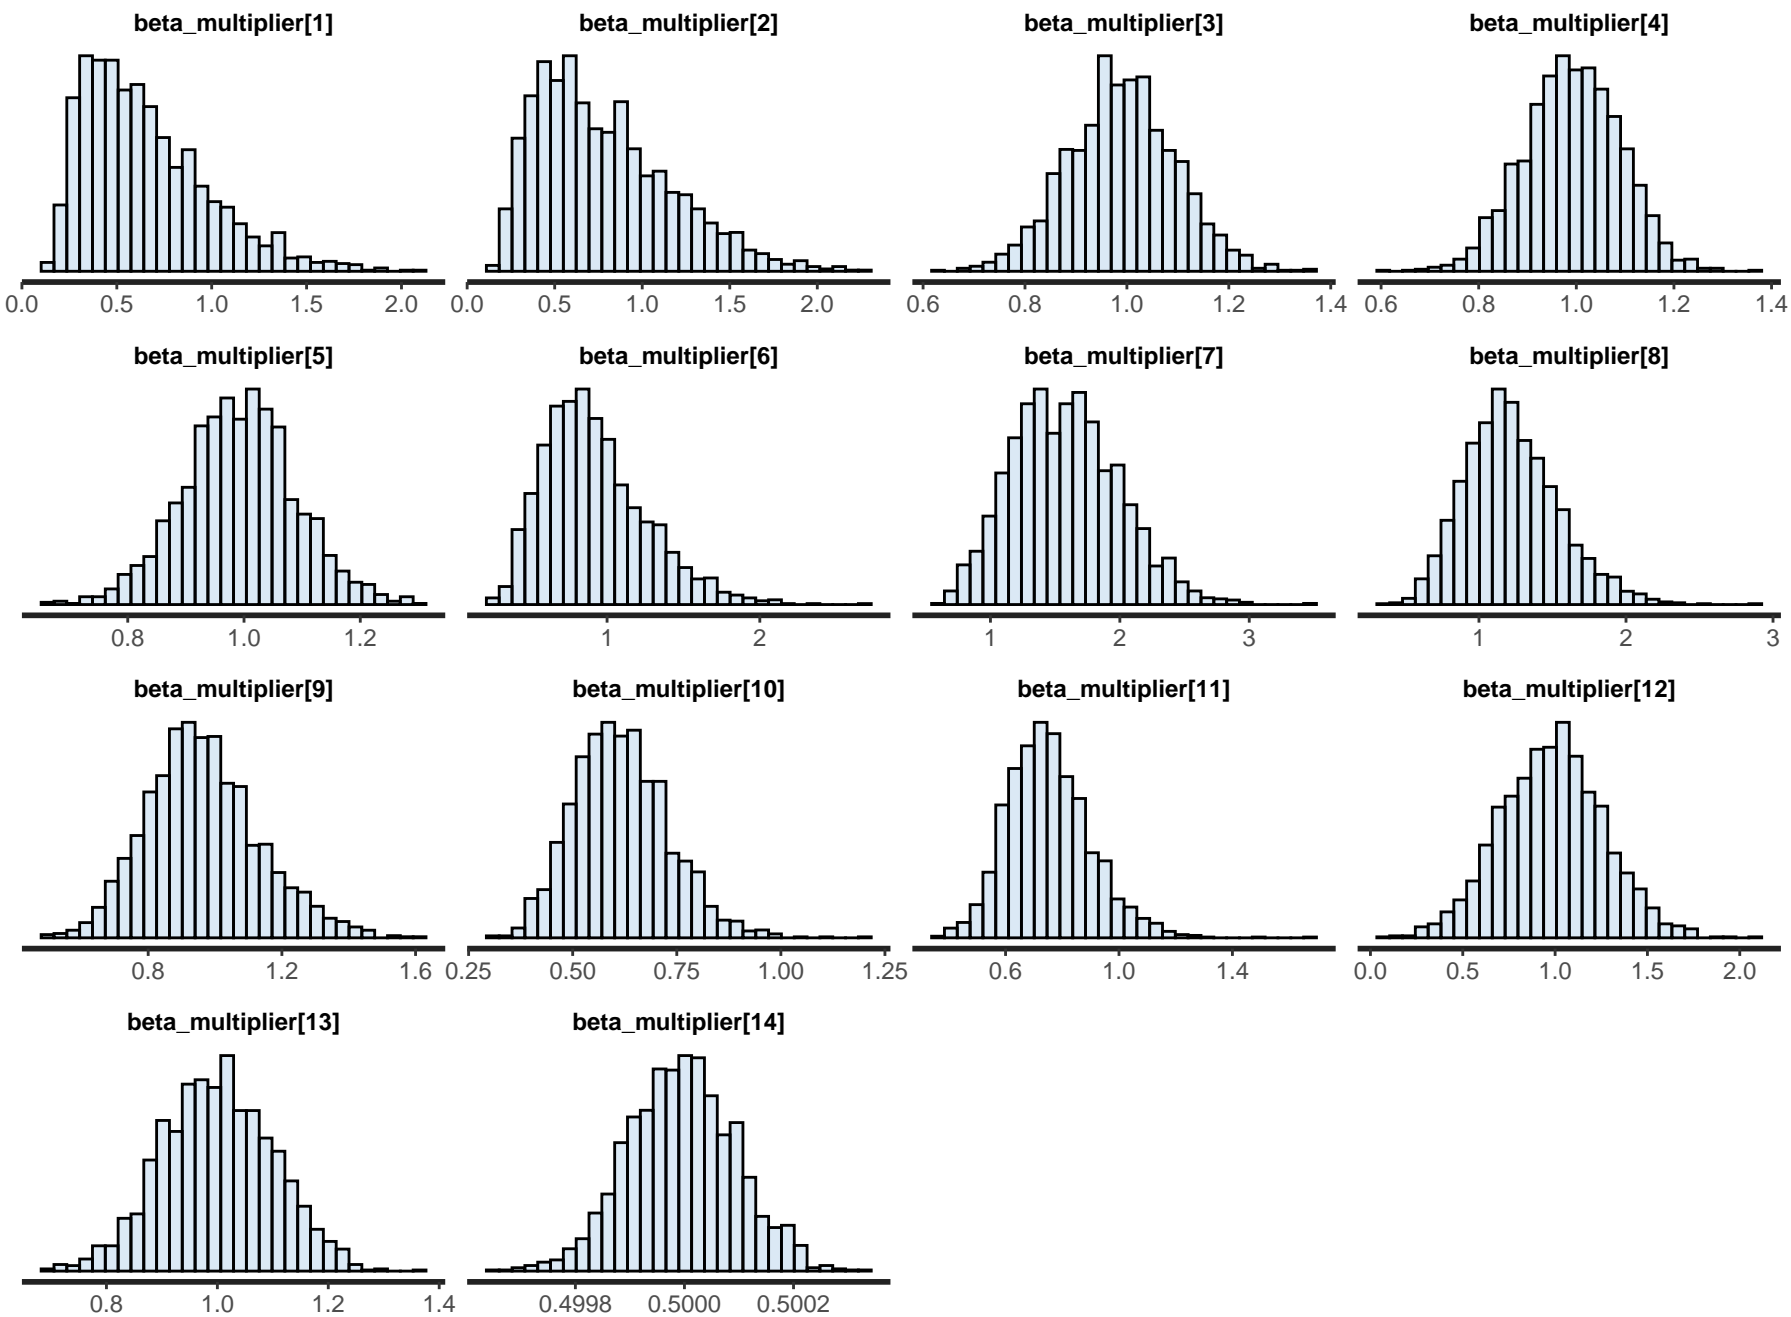 beta_multiplier[1] beta_multiplier[2] beta_multiplier[3] beta_multiplier[4]
0.0 0.5 1.0 1.5 2.0 0.0 0.5 1.0 1.5 2.0 0.6 0.8 1.0 1.2 1.4 0.6 0.8 1.0 1.2 1.4
beta_multiplier[5] beta_multiplier[6] beta_multiplier[7] beta_multiplier[8]
0.8 1.0 1.2 1 2 1 2 3 1 2 3
beta_multiplier[9] beta_multiplier[10] beta_multiplier[11] beta_multiplier[12]
0.8 1.2 1.6 0.25 0.50 0.75 1.00 1.25 0.6 1.0 1.4 0.0 0.5 1.0 1.5 2.0
beta_multiplier[13] beta_multiplier[14]
0.8 1.0 1.2 1.4 0.4998 0.5000 0.5002